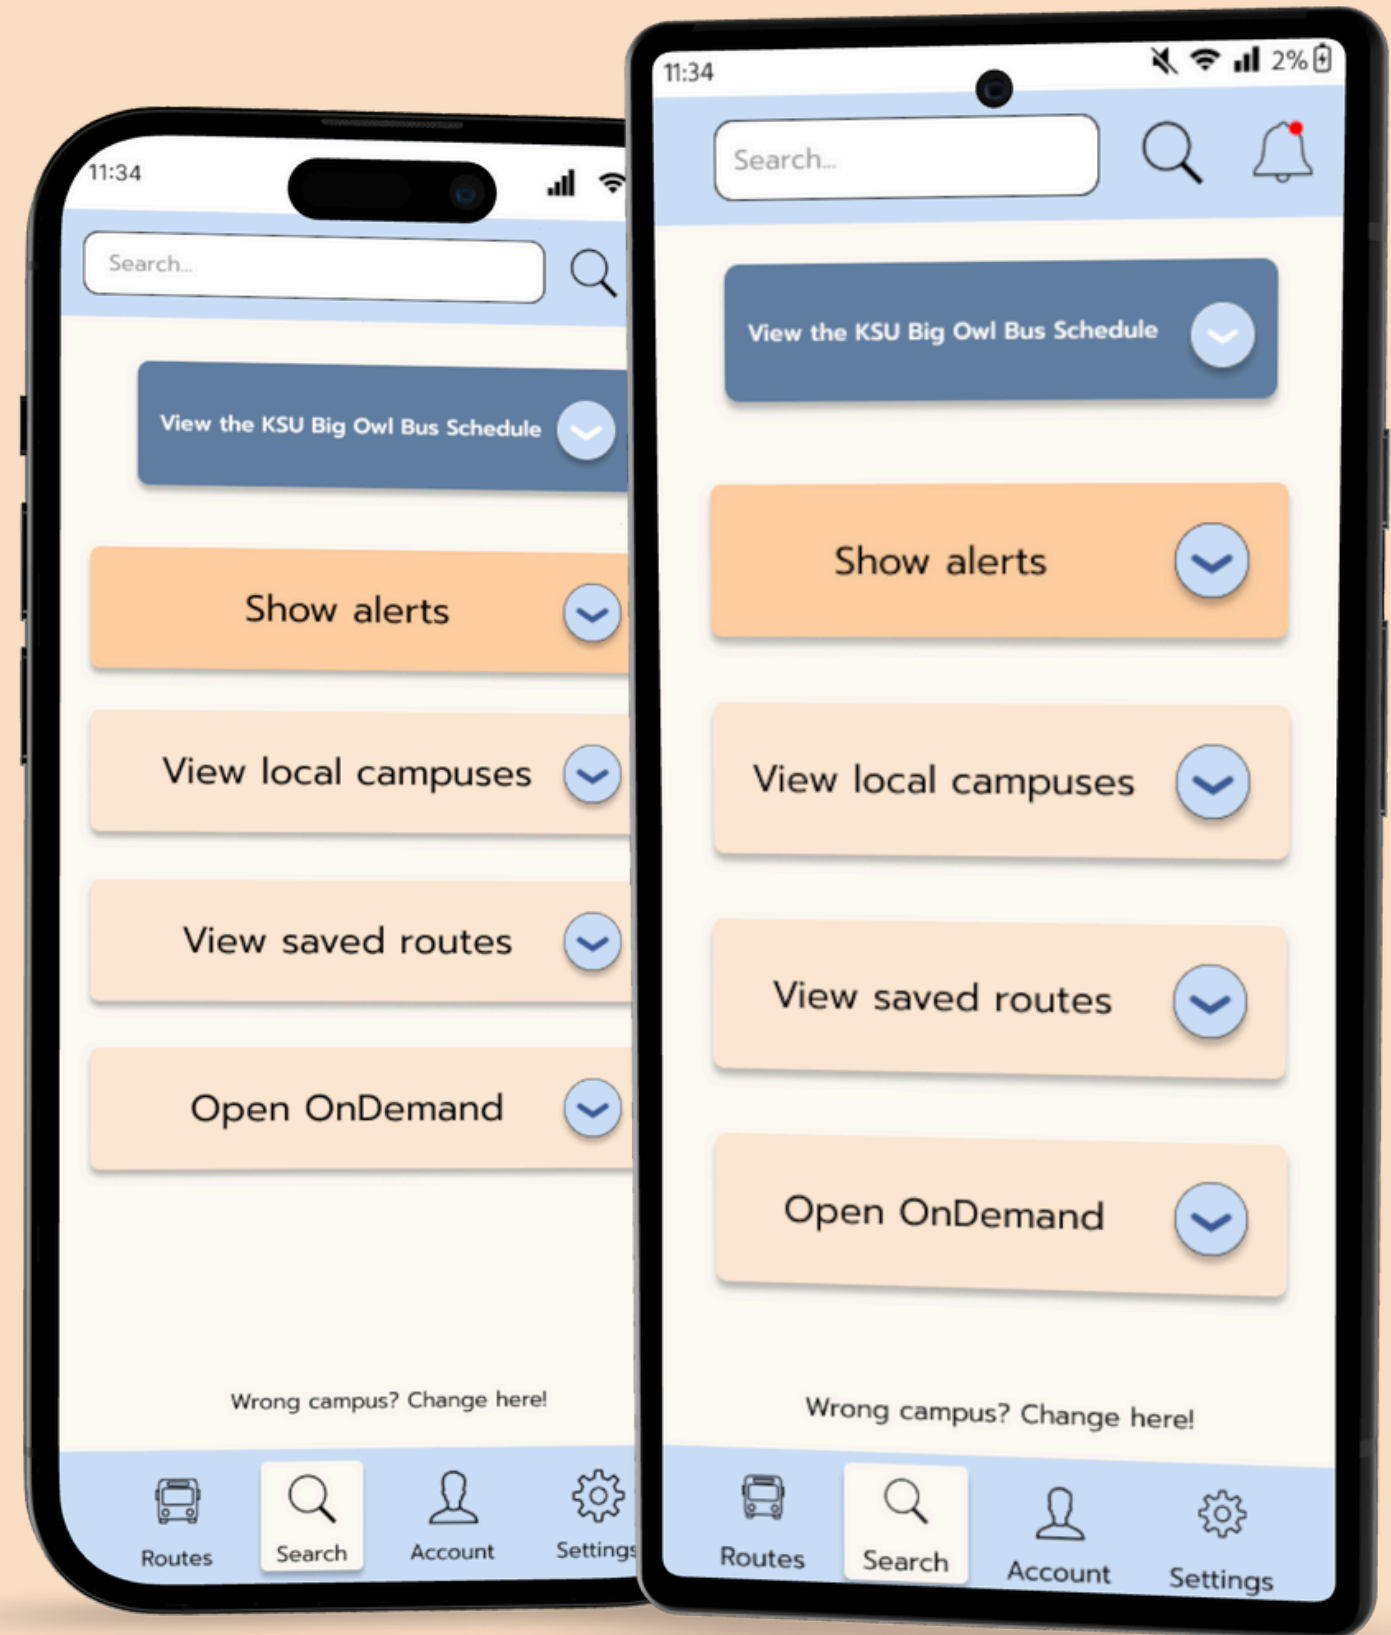 11:34
Search...
View the KSU Big Owl Bus Schedule
Show alerts
View local campuses
View saved routes
Open OnDemand
Wrong campus? Change here!
Routes
Search
Account
Settings
11:34
2%
Search...
View the KSU Big Owl Bus Schedule
Show alerts
View local campuses
View saved routes
Open OnDemand
Wrong campus? Change here!
Routes
Search
Account
Settings